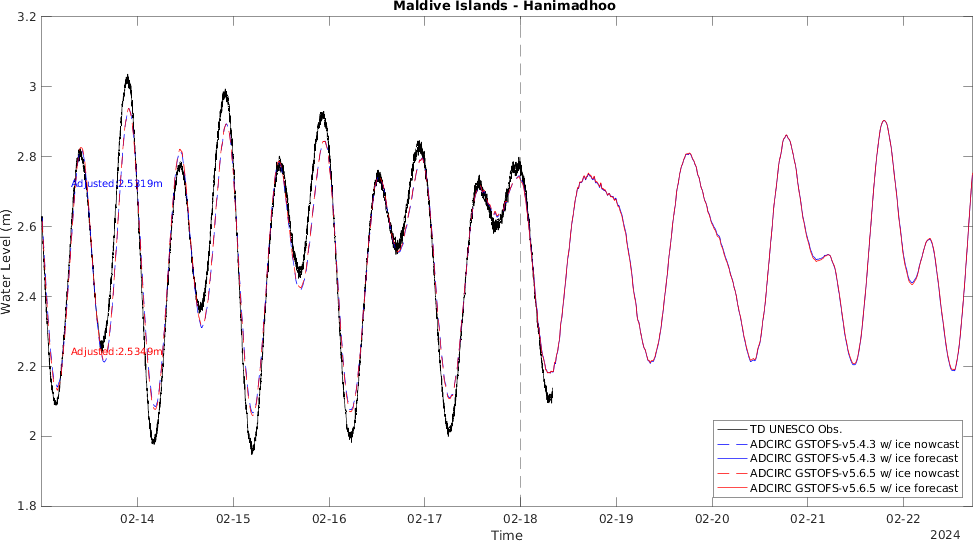 Maldive Islands - Hanimadhoo
3.2
3
2.8
2.6
2.4
2.2
2
1.8
Water Level (m)
Adjusted:2.5319m
Adjusted:2.5349m
TD UNESCO Obs.
ADCIRC GSTOFS-v5.4.3 w/ ice nowcast
ADCIRC GSTOFS-v5.4.3 w/ ice forecast
ADCIRC GSTOFS-v5.6.5 w/ ice nowcast
ADCIRC GSTOFS-v5.6.5 w/ ice forecast
02-14 02-15 02-16 02-17 02-18 02-19 02-20 02-21 02-22
Time
2024